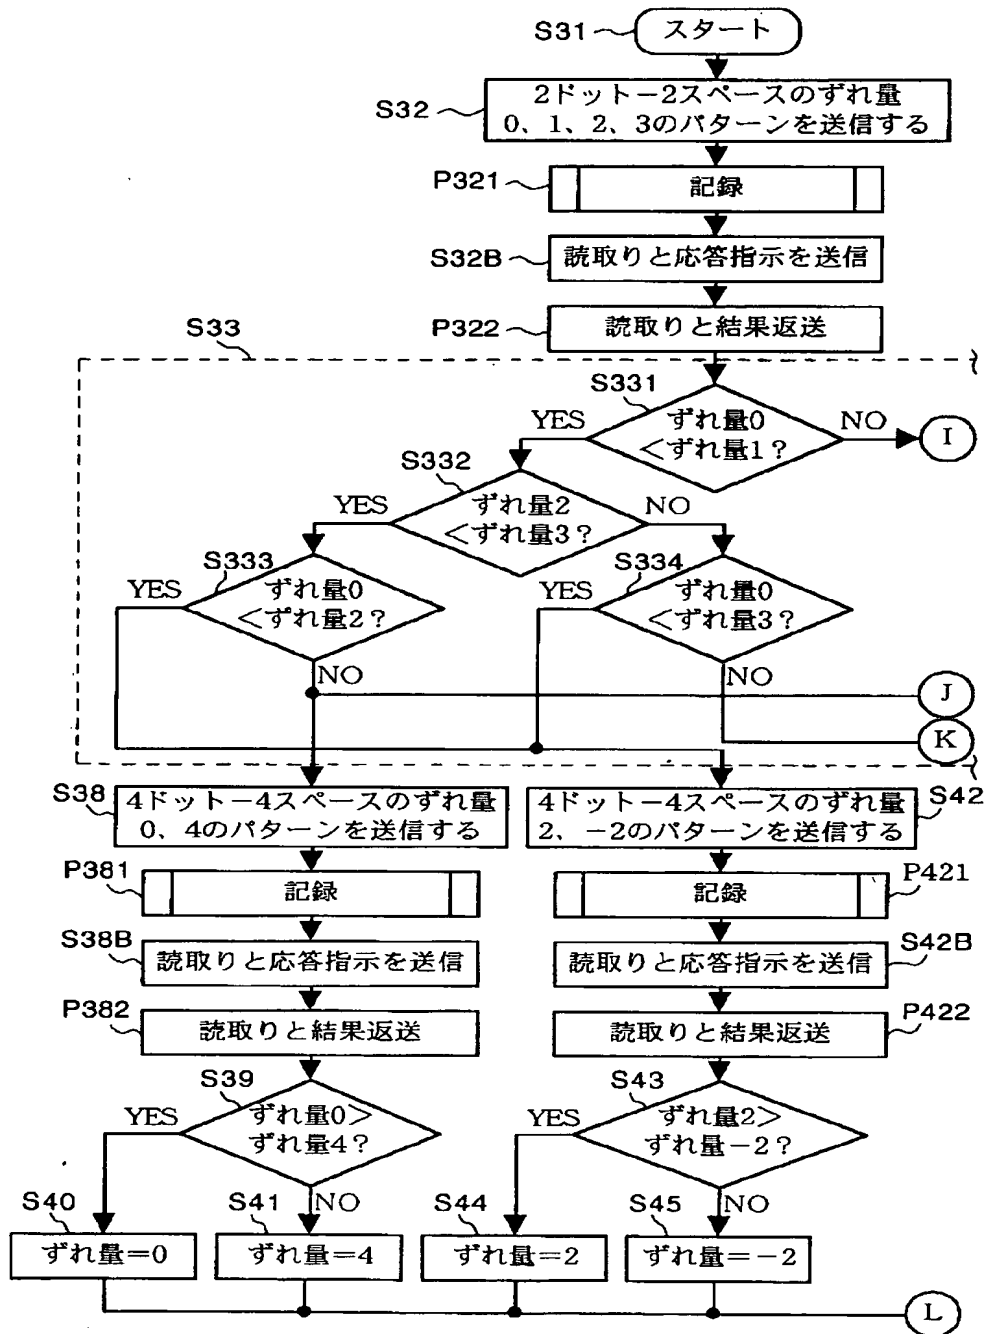 S31
スタート
S32
2ドット－2スペースのずれ量
0、1、2、3のパターンを送信する
P321
記録
S32B
読取りと応答指示を送信
P322
読取りと結果返送
S33
S331
ずれ量0
＜ずれ量1？
YES
NO
I
S332
ずれ量2
＜ずれ量3？
YES
NO
S333
ずれ量0
＜ずれ量2？
YES
NO
S334
ずれ量0
＜ずれ量3？
YES
NO
J
K
S38
4ドット－4スペースのずれ量
0、4のパターンを送信する
S42
4ドット－4スペースのずれ量
2、－2のパターンを送信する
P381
記録
P421
記録
S38B
読取りと応答指示を送信
S42B
読取りと応答指示を送信
P382
読取りと結果返送
P422
読取りと結果返送
S39
ずれ量0＞
ずれ量4？
YES
NO
S43
ずれ量2＞
ずれ量－2？
YES
NO
S40
ずれ量＝0
S41
ずれ量＝4
S44
ずれ量＝2
S45
ずれ量＝－2
L